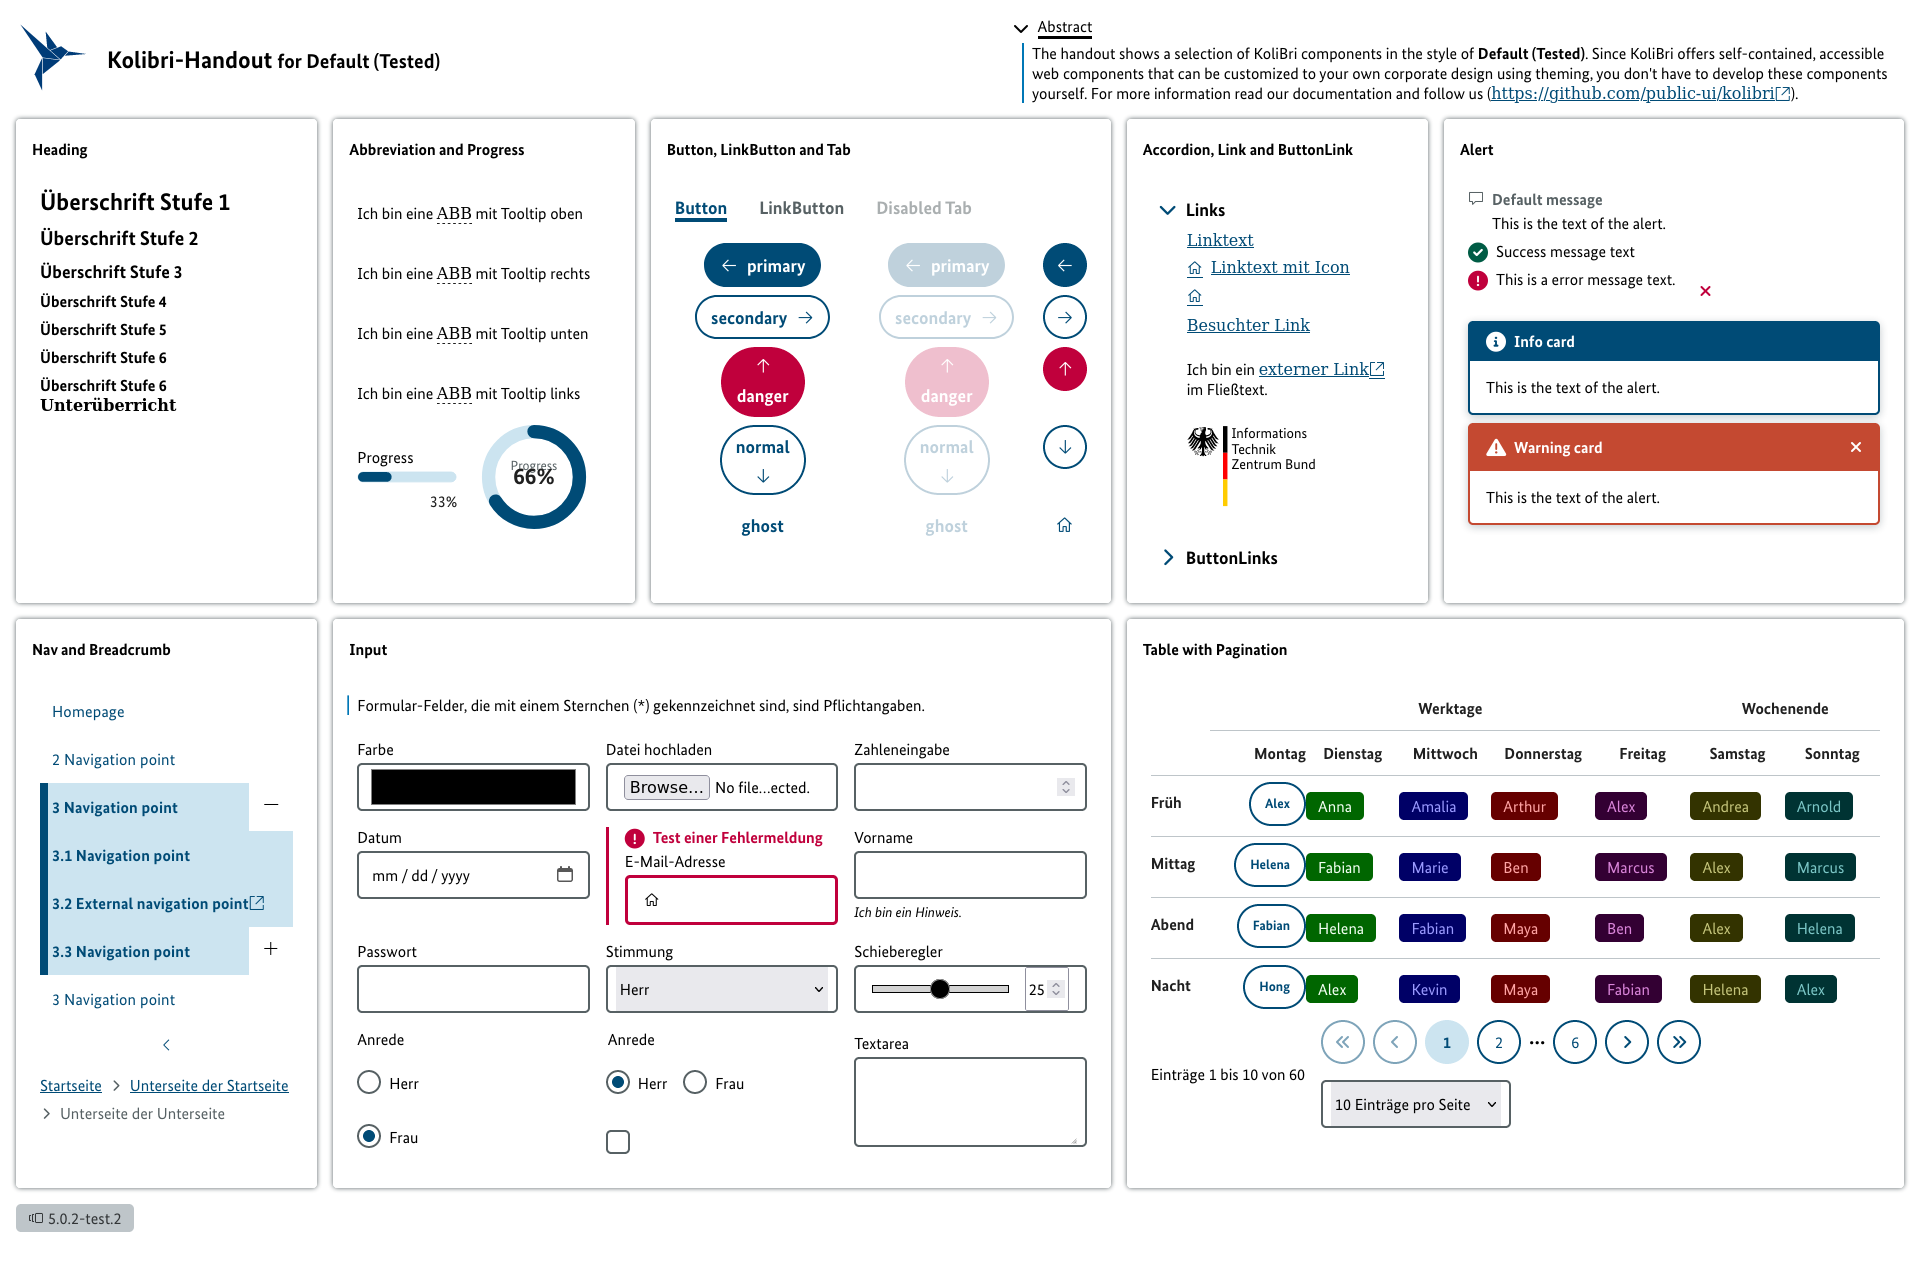 Kolibri-Handout for Default (Tested)
Abstract
The handout shows a selection of KoliBri components in the style of Default (Tested). Since KoliBri offers self-contained, accessible
web components that can be customized to your own corporate design using theming, you don't have to develop these components
yourself. For more information read our documentation and follow us (https://github.com/public-ui/kolibri).
Heading
Überschrift Stufe 1
Überschrift Stufe 2
Überschrift Stufe 3
Überschrift Stufe 4
Überschrift Stufe 5
Überschrift Stufe 6
Überschrift Stufe 6
Unterüberricht
Abbreviation and Progress
Ich bin eine ABB mit Tooltip oben
Ich bin eine ABB mit Tooltip rechts
Ich bin eine ABB mit Tooltip unten
Ich bin eine ABB mit Tooltip links
Progress
33%
Progress
66%
Button, LinkButton and Tab
Button LinkButton Disabled Tab
primary primary
secondary secondary
danger danger
normal normal
ghost ghost
Accordion, Link and ButtonLink
Links
Linktext
Linktext mit Icon
Besuchter Link
Ich bin ein externer Link
im Fließtext.
Informations
Technik
Zentrum Bund
ButtonLinks
Alert
Default message
This is the text of the alert.
Success message text
This is a error message text.
Info card
This is the text of the alert.
Warning card
This is the text of the alert.
Nav and Breadcrumb
Homepage
2 Navigation point
3 Navigation point
3.1 Navigation point
3.2 External navigation point
3.3 Navigation point
3 Navigation point
Startseite Unterseite der Startseite
Unterseite der Unterseite
Input
Formular-Felder, die mit einem Sternchen (*) gekennzeichnet sind, sind Pflichtangaben.
Farbe
Datei hochladen
Browse... No file...ected.
Zahleneingabe
Datum
mm / dd / yyyy
Test einer Fehlermeldung
E-Mail-Adresse
Vorname
Ich bin ein Hinweis.
Passwort
Stimmung
Herr
Schieberegler
25
Anrede
Herr
Frau
Anrede
Herr Frau
Textarea
Table with Pagination
Werktage Wochenende
Montag Dienstag Mittwoch Donnerstag Freitag Samstag Sonntag
Früh Alex Anna Amalia Arthur Alex Andrea Arnold
Mittag Helena Fabian Marie Ben Marcus Alex Marcus
Abend Fabian Helena Fabian Maya Ben Alex Helena
Nacht Hong Alex Kevin Maya Fabian Helena Alex
1 2 ... 6
Einträge 1 bis 10 von 60
10 Einträge pro Seite
5.0.2-test.2